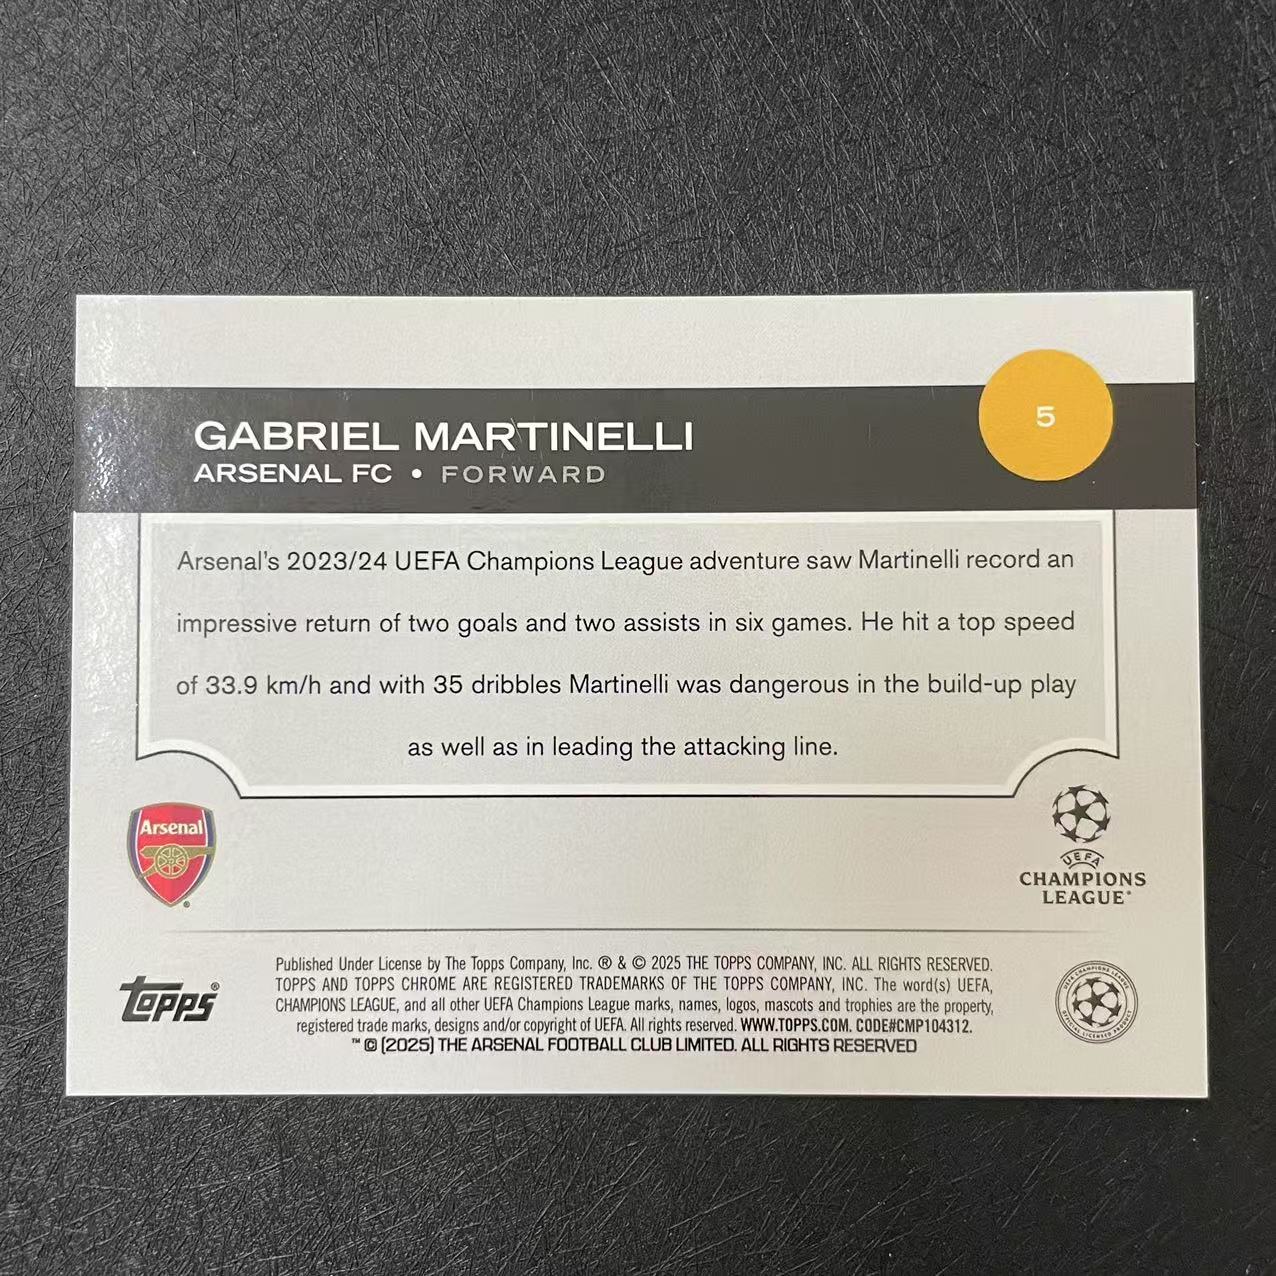 GABRIEL MARTINELLI
ARSENAL FC • FORWARD
5
Arsenal's 2023/24 UEFA Champions League adventure saw Martinelli record an
impressive return of two goals and two assists in six games. He hit a top speed
of 33.9 km/h and with 35 dribbles Martinelli was dangerous in the build-up play
as well as in leading the attacking line.
Arsenal
®
UEFA
CHAMPIONS
LEAGUE®
topps®
Published Under License by The Topps Company, Inc. ® & © 2025 THE TOPPS COMPANY, INC. ALL RIGHTS RESERVED.
TOPPS AND TOPPS CHROME ARE REGISTERED TRADEMARKS OF THE TOPPS COMPANY, INC. The word(s) UEFA,
CHAMPIONS LEAGUE, and all other UEFA Champions League marks, names, logos, mascots and trophies are the property,
registered trade marks, designs and/or copyright of UEFA. All rights reserved. WWW.TOPPS.COM. CODE#CMP104312.
™ © (2025) THE ARSENAL FOOTBALL CLUB LIMITED. ALL RIGHTS RESERVED
UEFA CHAMPIONS LEAGUE
OFFICIAL LICENSED PRODUCT